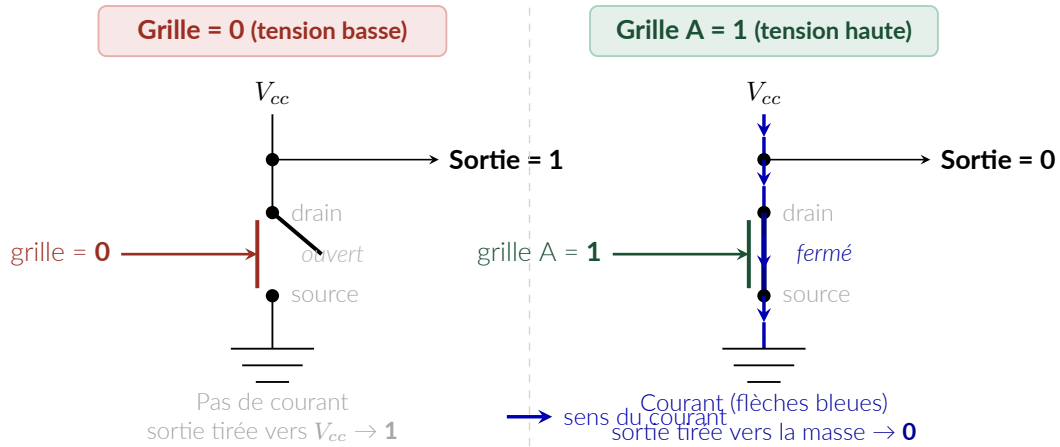 Grille = 0 (tension basse)
Grille A = 1 (tension haute)
Vcc
Vcc
Sortie = 1
Sortie = 0
drain
drain
grille = 0
ouvert
grille A = 1
fermé
source
source
Pas de courant
sortie tirée vers Vcc → 1
sens du courant
Courant (flèches bleues)
sortie tirée vers la masse → 0